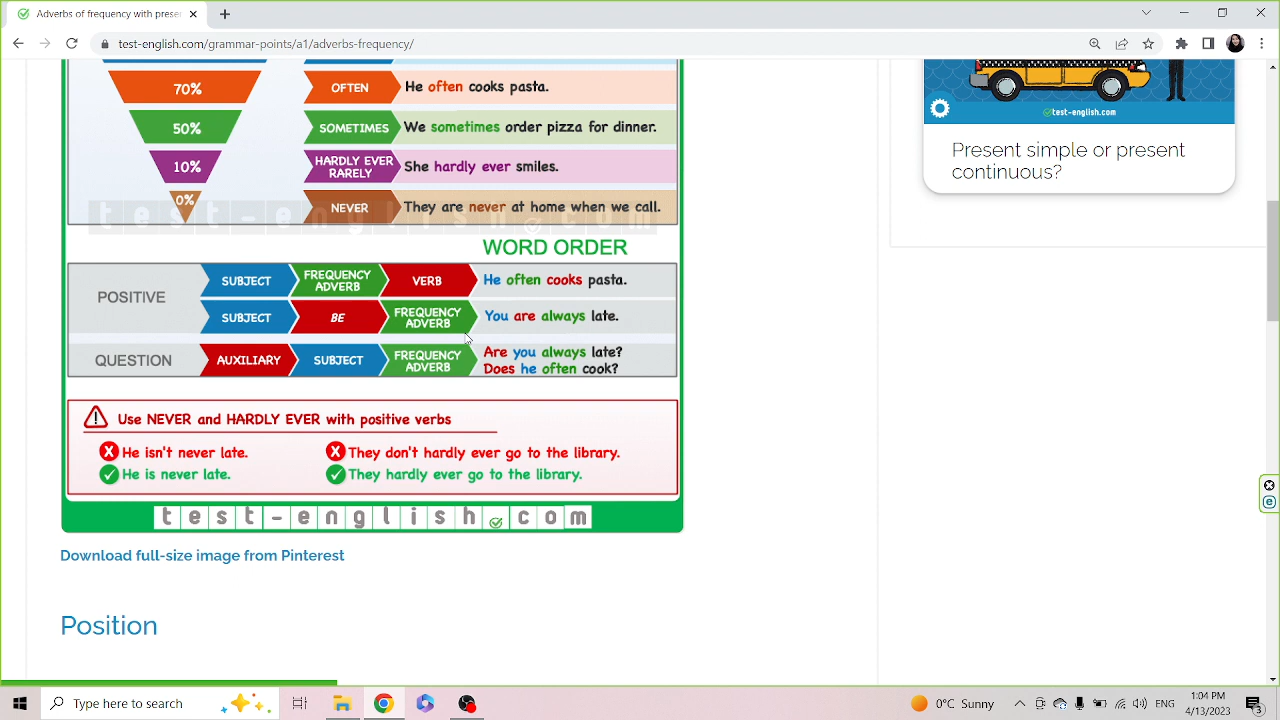 Adverbs of frequency with prese
test-english.com/grammar-points/a1/adverbs-frequency/
70%
OFTEN
He often cooks pasta.
50%
SOMETIMES
We sometimes order pizza for dinner.
10%
HARDLY EVER
RARELY
She hardly ever smiles.
0%
NEVER
They are never at home when we call.
test-english.com
WORD ORDER
POSITIVE
SUBJECT
FREQUENCY
ADVERB
VERB
He often cooks pasta.
SUBJECT
BE
FREQUENCY
ADVERB
You are always late.
QUESTION
AUXILIARY
SUBJECT
FREQUENCY
ADVERB
Are you always late?
Does he often cook?
Use NEVER and HARDLY EVER with positive verbs
He isn't never late.
They don't hardly ever go to the library.
He is never late.
They hardly ever go to the library.
test-english.com
Download full-size image from Pinterest
Position
test-english.com
Present simple or present
continuous?
Type here to search
0°C Sunny
ENG
1:04 PM
4/13/2023
3